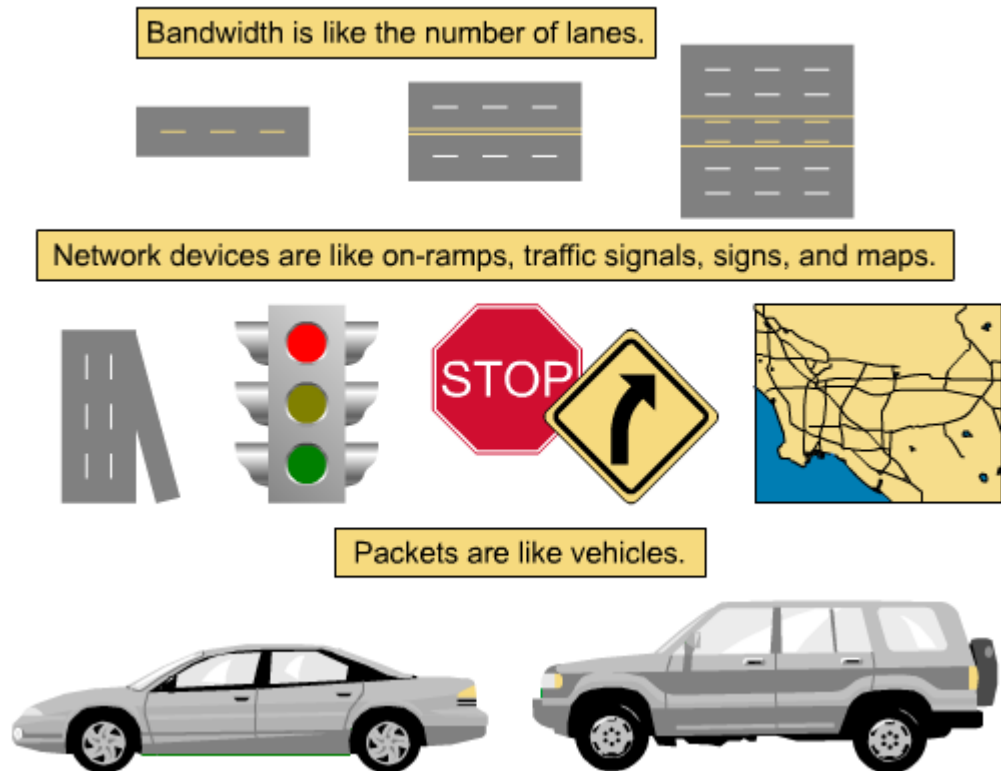 Bandwidth is like the number of lanes.
Network devices are like on-ramps, traffic signals, signs, and maps.
STOP
Packets are like vehicles.